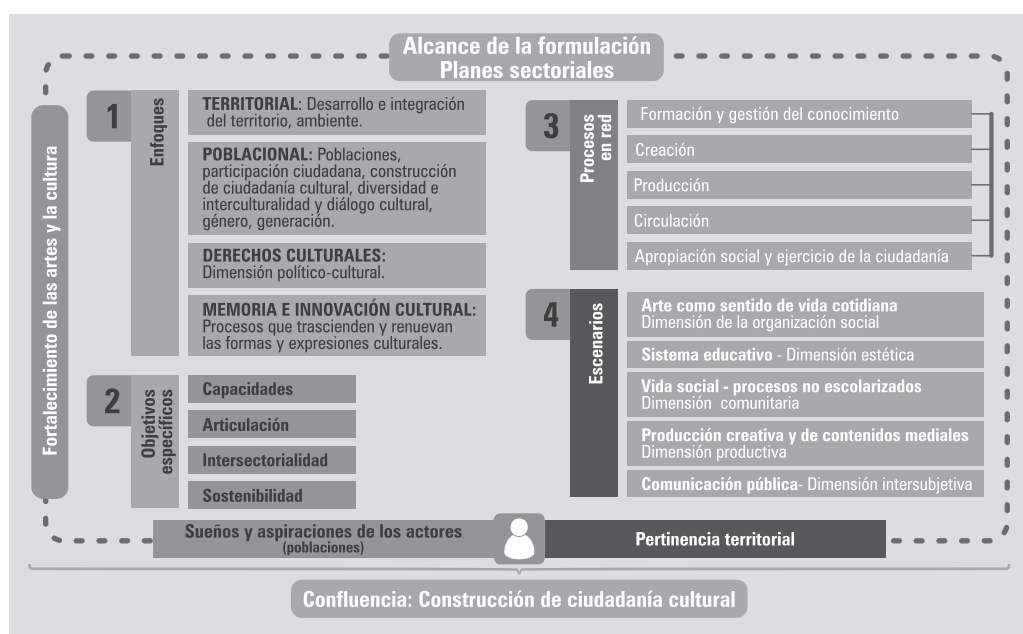 Alcance de la formulación
Planes sectoriales
Fortalecimiento de las artes y la cultura
1
Enfoques
TERRITORIAL: Desarrollo e integración
del territorio, ambiente.
POBLACIONAL: Poblaciones,
participación ciudadana, construcción
de ciudadanía cultural, diversidad e
interculturalidad y diálogo cultural,
género, generación.
DERECHOS CULTURALES:
Dimensión político-cultural.
MEMORIA E INNOVACIÓN CULTURAL:
Procesos que trascienden y renuevan
las formas y expresiones culturales.
2
Objetivos
específicos
Capacidades
Articulación
Intersectorialidad
Sostenibilidad
3
Procesos
en red
Formación y gestión del conocimiento
Creación
Producción
Circulación
Apropiación social y ejercicio de la ciudadanía
4
Escenarios
Arte como sentido de vida cotidiana
Dimensión de la organización social
Sistema educativo - Dimensión estética
Vida social - procesos no escolarizados
Dimensión comunitaria
Producción creativa y de contenidos mediales
Dimensión productiva
Comunicación pública- Dimensión intersubjetiva
Sueños y aspiraciones de los actores
(poblaciones)
Pertinencia territorial
Confluencia: Construcción de ciudadanía cultural